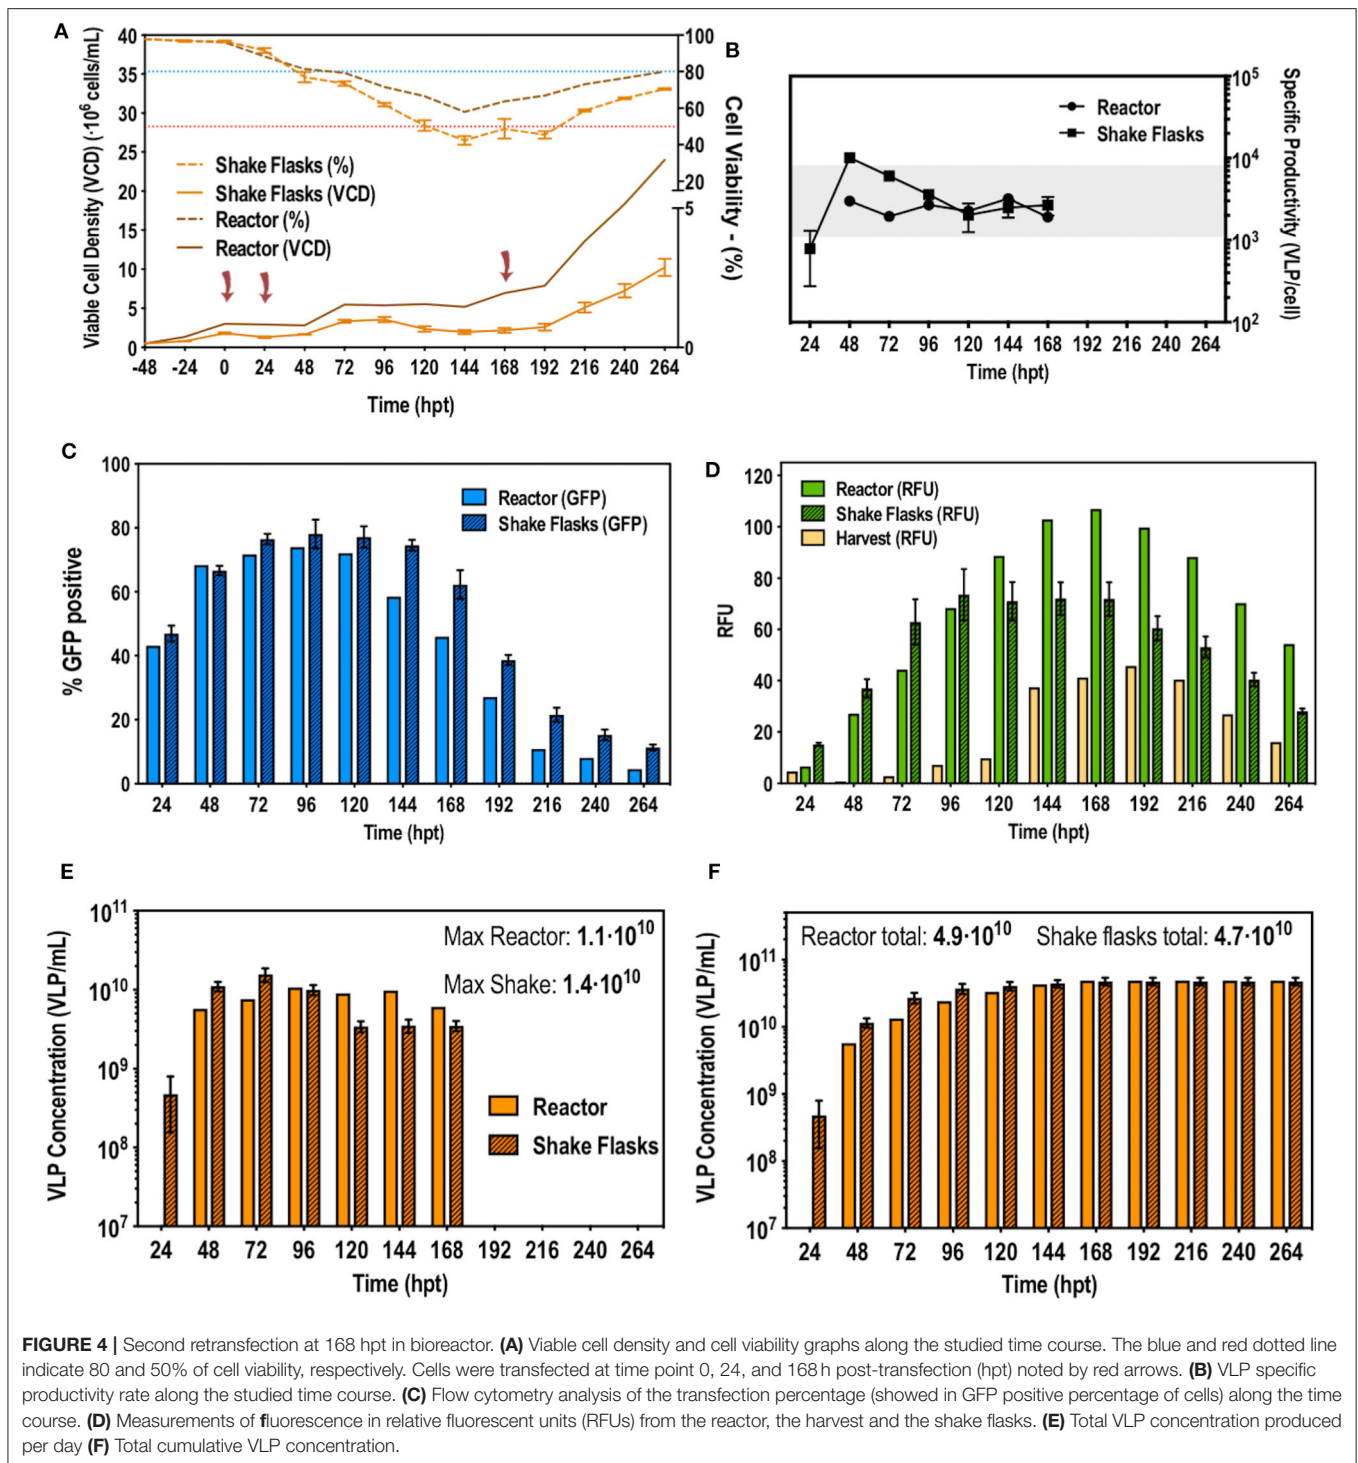 A
40
35
30
25
20
15
10
5
0
Viable Cell Density (VCD) (·10⁶ cells/mL)
100
80
60
40
20
5
0
Cell Viability - (%)
Shake Flasks (%)
Shake Flasks (VCD)
Reactor (%)
Reactor (VCD)
-48 -24 0 24 48 72 96 120 144 168 192 216 240 264
Time (hpt)
B
Reactor
Shake Flasks
10⁵
10⁴
10³
10²
Specific Productivity (VLP/cell)
24 48 72 96 120 144 168 192 216 240 264
Time (hpt)
C
100
80
60
40
20
0
% GFP positive
Reactor (GFP)
Shake Flasks (GFP)
24 48 72 96 120 144 168 192 216 240 264
Time (hpt)
D
120
100
80
60
40
20
0
RFU
Reactor (RFU)
Shake Flasks (RFU)
Harvest (RFU)
24 48 72 96 120 144 168 192 216 240 264
Time (hpt)
E
10¹¹
10¹⁰
10⁹
10⁸
10⁷
VLP Concentration (VLP/mL)
Max Reactor: 1.1·10¹⁰
Max Shake: 1.4·10¹⁰
Reactor
Shake Flasks
24 48 72 96 120 144 168 192 216 240 264
Time (hpt)
F
Reactor total: 4.9·10¹⁰ Shake flasks total: 4.7·10¹⁰
10¹¹
10¹⁰
10⁹
10⁸
10⁷
VLP Concentration (VLP/mL)
24 48 72 96 120 144 168 192 216 240 264
Time (hpt)
FIGURE 4 | Second retransfection at 168 hpt in bioreactor. (A) Viable cell density and cell viability graphs along the studied time course. The blue and red dotted line
indicate 80 and 50% of cell viability, respectively. Cells were transfected at time point 0, 24, and 168 h post-transfection (hpt) noted by red arrows. (B) VLP specific
productivity rate along the studied time course. (C) Flow cytometry analysis of the transfection percentage (showed in GFP positive percentage of cells) along the time
course. (D) Measurements of fluorescence in relative fluorescent units (RFUs) from the reactor, the harvest and the shake flasks. (E) Total VLP concentration produced
per day (F) Total cumulative VLP concentration.